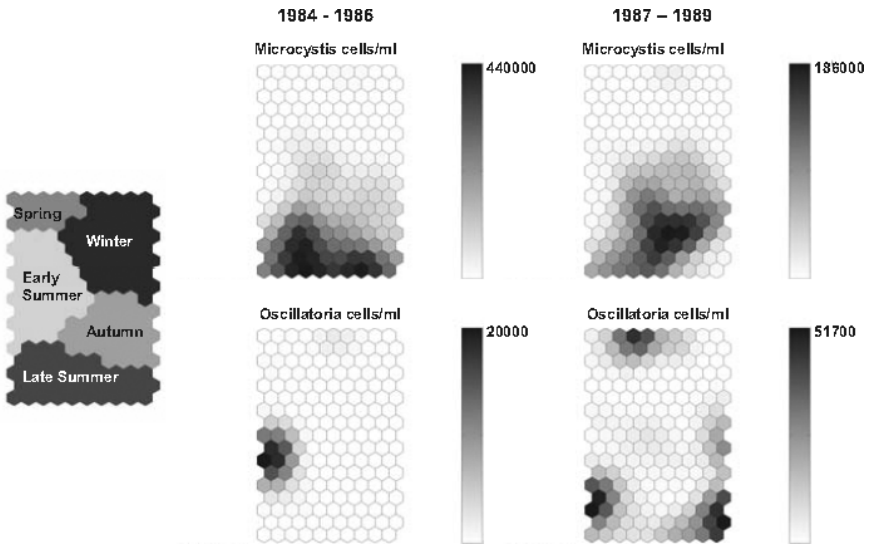 1984 - 1986
1987 – 1989
Microcystis cells/ml
Microcystis cells/ml
440000
186000
Spring
Winter
Early
Summer
Autumn
Late Summer
Oscillatoria cells/ml
Oscillatoria cells/ml
20000
51700